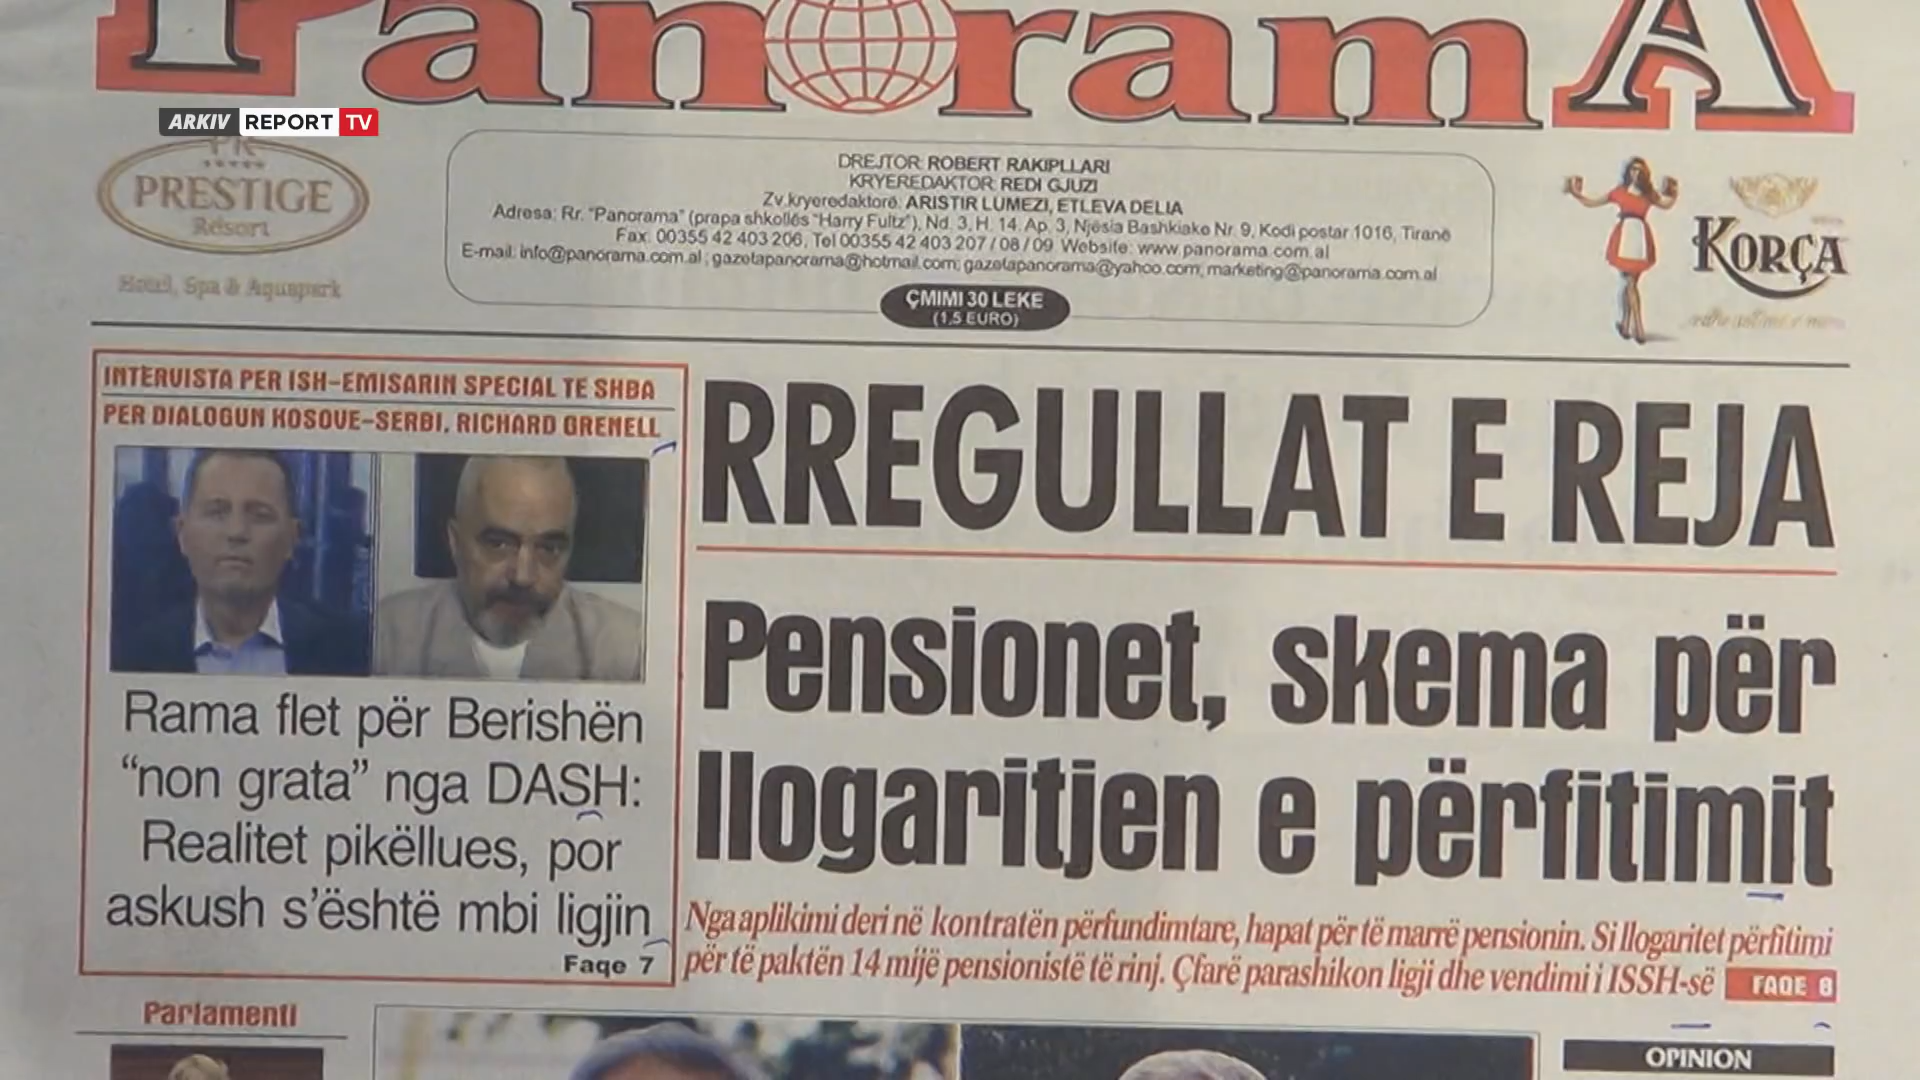 PanoramA
ARKIV REPORT TV
PRESTIGE
Resort
Hotel, Spa & Aquapark
DREJTOR: ROBERT RAKIPLLARI
KRYEREDAKTOR: REDI GJUZI
Zv.kryeredaktorë: ARISTIR LUMEZI, ETLEVA DELIA
Adresa: Rr. "Panorama" (prapa shkollës "Harry Fultz"), Nd. 3, H. 14, Ap. 3, Njësia Bashkiake Nr. 9, Kodi postar 1016, Tiranë
Fax. 00355 42 403 206, Tel 00355 42 403 207 / 08 / 09. Website: www.panorama.com.al
E-mail: info@panorama.com.al; gazetapanorama@hotmail.com; gazetapanorama@yahoo.com; marketing@panorama.com.al
ÇMIMI 30 LEKE
(1,5 EURO)
KORÇA
INTERVISTA PER ISH-EMISARIN SPECIAL TE SHBA
PER DIALOGUN KOSOVE-SERBI, RICHARD GRENELL
Rama flet për Berishën
“non grata” nga DASH:
Realitet pikëllues, por
askush s’është mbi ligjin
Faqe 7
RREGULLAT E REJA
Pensionet, skema për
llogaritjen e përfitimit
Nga aplikimi deri në kontratën përfundimtare, hapat për të marrë pensionin. Si llogaritet përfitimi
për të paktën 14 mijë pensionistë të rinj. Çfarë parashikon ligji dhe vendimi i ISSH-së
FAQE 8
Parlamenti
OPINION